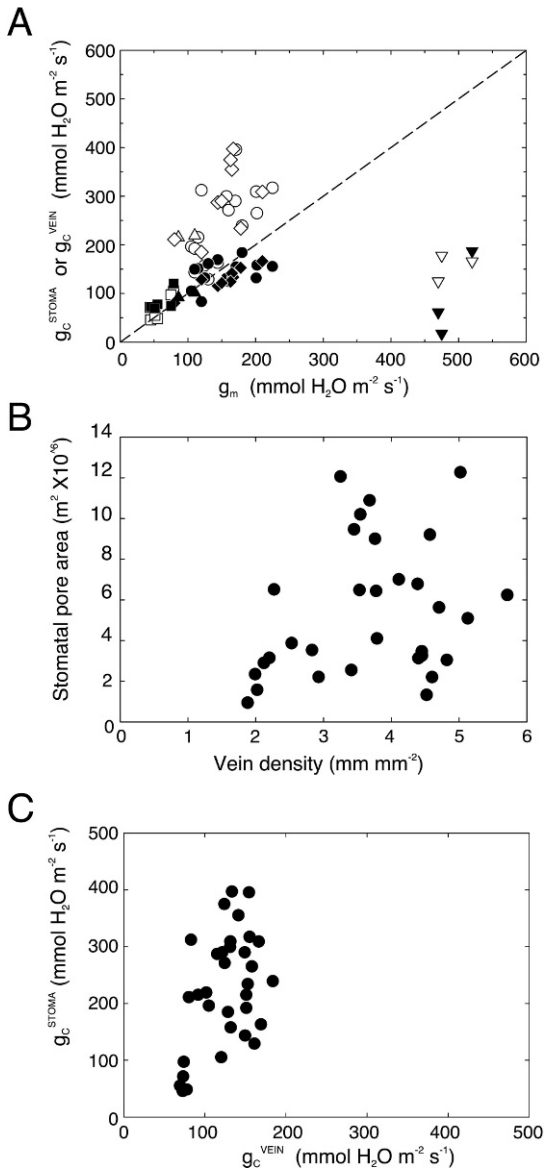 A
600
500
400
300
200
100
0
g_C^STOMA or g_C^VEIN (mmol H₂O m⁻² s⁻¹)
0 100 200 300 400 500 600
g_m (mmol H₂O m⁻² s⁻¹)
B
14
12
10
8
6
4
2
0
Stomatal pore area (m² X10^6)
0 1 2 3 4 5 6
Vein density (mm mm⁻²)
C
500
400
300
200
100
0
g_C^STOMA (mmol H₂O m⁻² s⁻¹)
0 100 200 300 400 500
g_C^VEIN (mmol H₂O m⁻² s⁻¹)